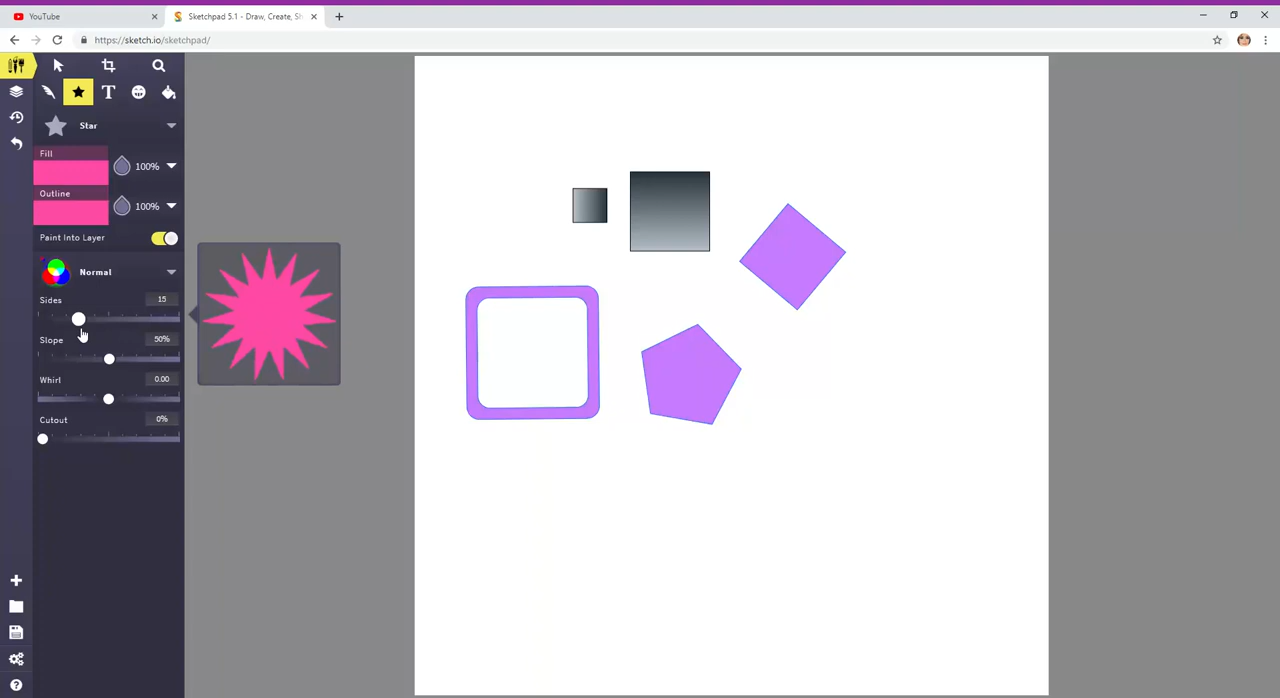 YouTube
Sketchpad 5.1 - Draw, Create, Sh
https://sketch.io/sketchpad/
T
Star
Fill
100%
Outline
100%
Paint Into Layer
Normal
Sides 15
Slope 50%
Whirl 0.00
Cutout 0%